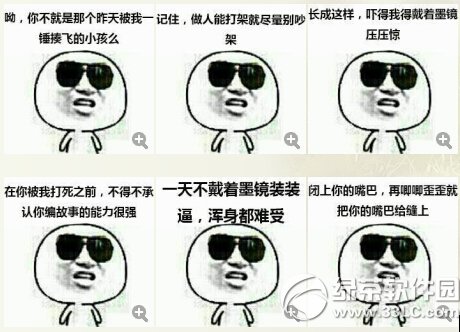 呦，你不就是那个昨天被我一
锤揍飞的小孩么
记住，做人能打架就尽量别吵
架
长成这样，吓得我得戴着墨镜
压压惊
在你被我打死之前，不得不承
认你编故事的能力很强
一天不戴着墨镜装装
逼，浑身都难受
闭上你的嘴巴，再唧唧歪歪就
把你的嘴巴给缝上
绿茶软件园
www.33LC.com